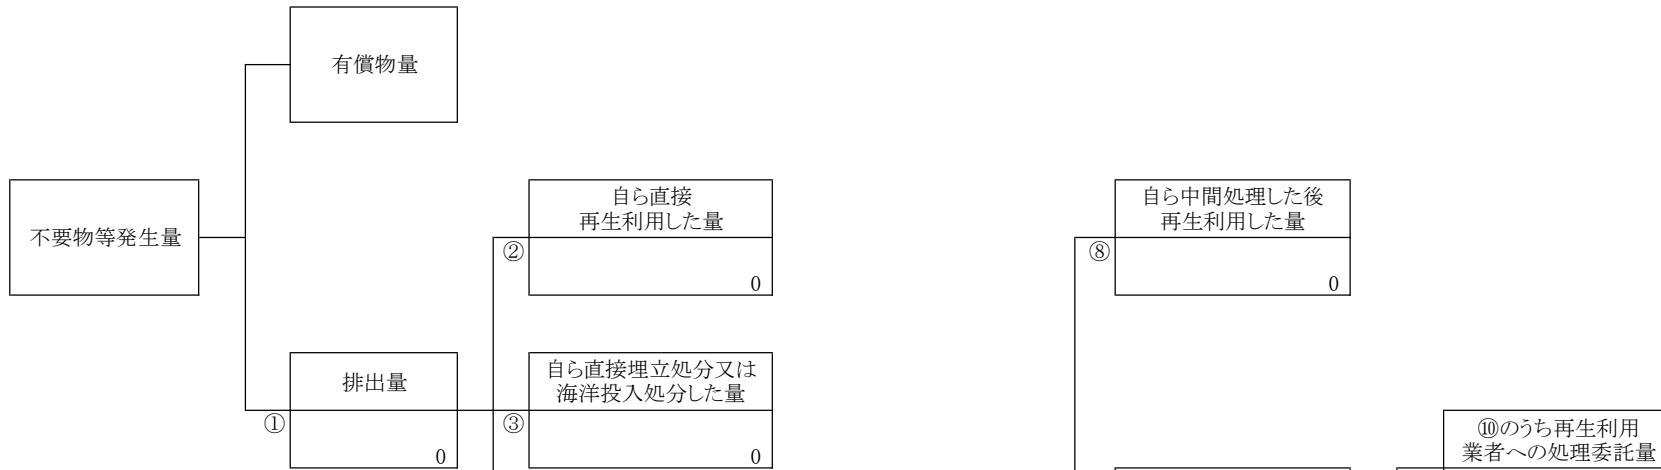 有償物量
自ら直接
再生利用した量
自ら中間処理した後
再生利用した量
不要物等発生量
②
0
⑧
0
排出量
自ら直接埋立処分又は
海洋投入処分した量
①
0
③
0
⑩のうち再生利用
業者への処理委託量